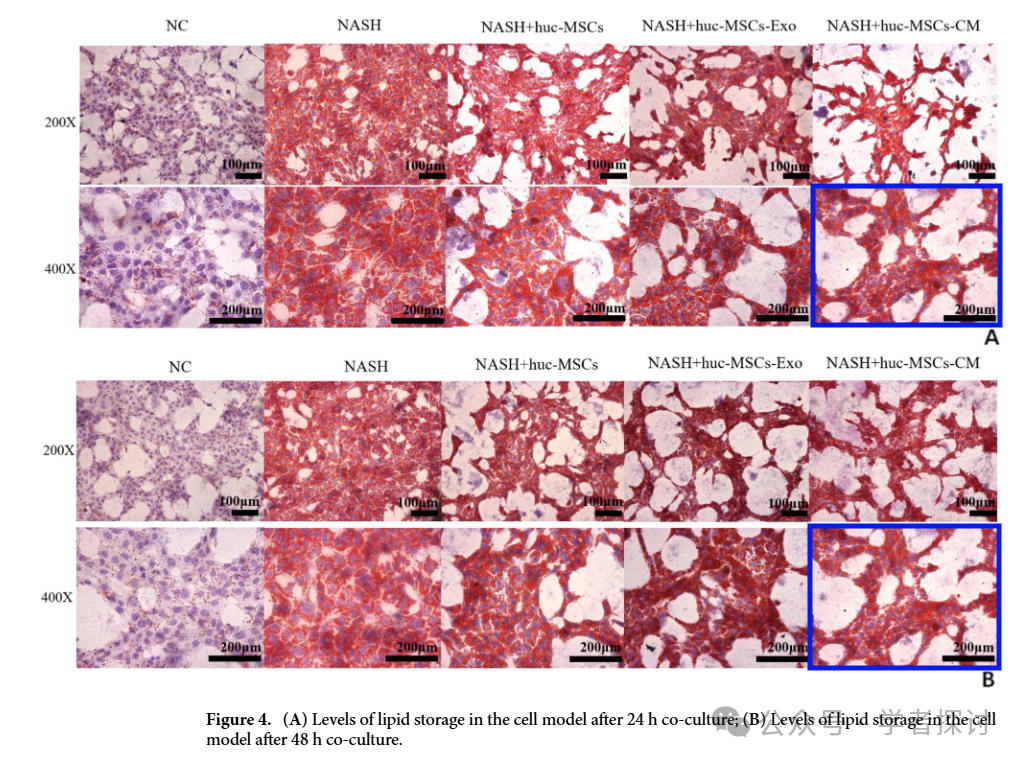 NC NASH NASH+huc-MSCs NASH+huc-MSCs-Exo NASH+huc-MSCs-CM
200X
100μm 100μm 100μm 100μm 100μm
400X
200μm 200μm 200μm 200μm 200μm
A
NC NASH NASH+huc-MSCs NASH+huc-MSCs-Exo NASH+huc-MSCs-CM
200X
100μm 100μm 100μm 100μm 100μm
400X
200μm 200μm 200μm 200μm 200μm
B
Figure 4. (A) Levels of lipid storage in the cell model after 24 h co-culture; (B) Levels of lipid storage in the cell
model after 48 h co-culture.
公众号 学者探讨